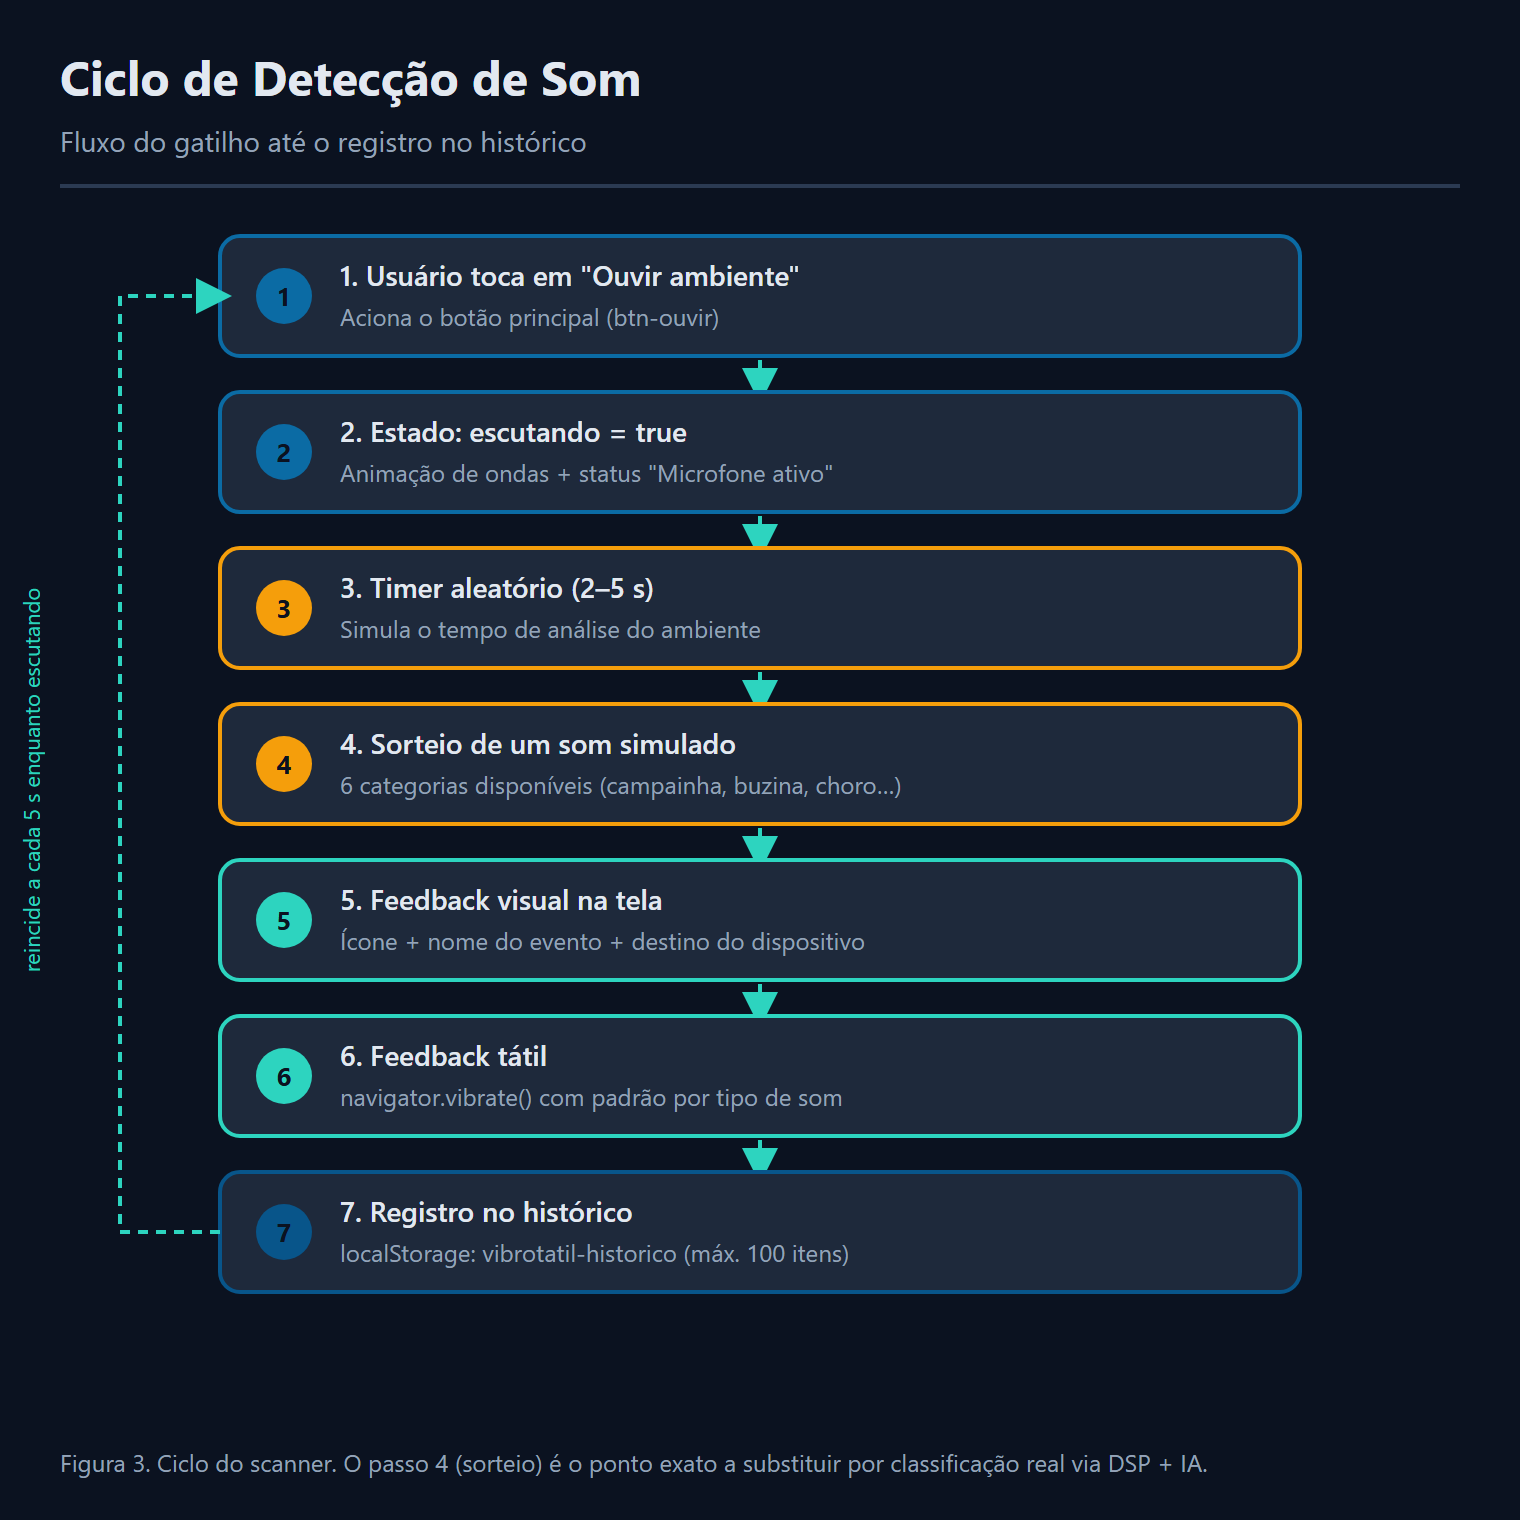 Ciclo de Detecção de Som
Fluxo do gatilho até o registro no histórico
1
1. Usuário toca em "Ouvir ambiente"
Aciona o botão principal (btn-ouvir)
2
2. Estado: escutando = true
Animação de ondas + status "Microfone ativo"
3
3. Timer aleatório (2–5 s)
Simula o tempo de análise do ambiente
4
4. Sorteio de um som simulado
6 categorias disponíveis (campainha, buzina, choro...)
5
5. Feedback visual na tela
Ícone + nome do evento + destino do dispositivo
6
6. Feedback tátil
navigator.vibrate() com padrão por tipo de som
7
7. Registro no histórico
localStorage: vibrotatil-historico (máx. 100 itens)
reincide a cada 5 s enquanto escutando
Figura 3. Ciclo do scanner. O passo 4 (sorteio) é o ponto exato a substituir por classificação real via DSP + IA.